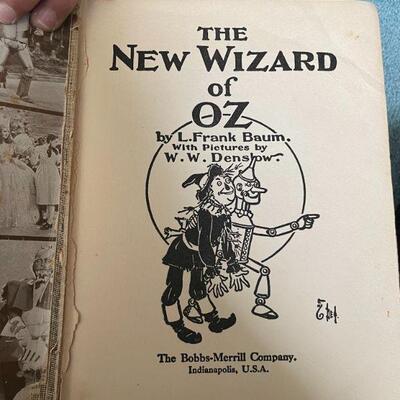 THE
NEW WIZARD
of
OZ
by L. Frank Baum.
With Pictures by
W. W. Denslow.
The Bobbs-Merrill Company.
Indianapolis, U.S.A.